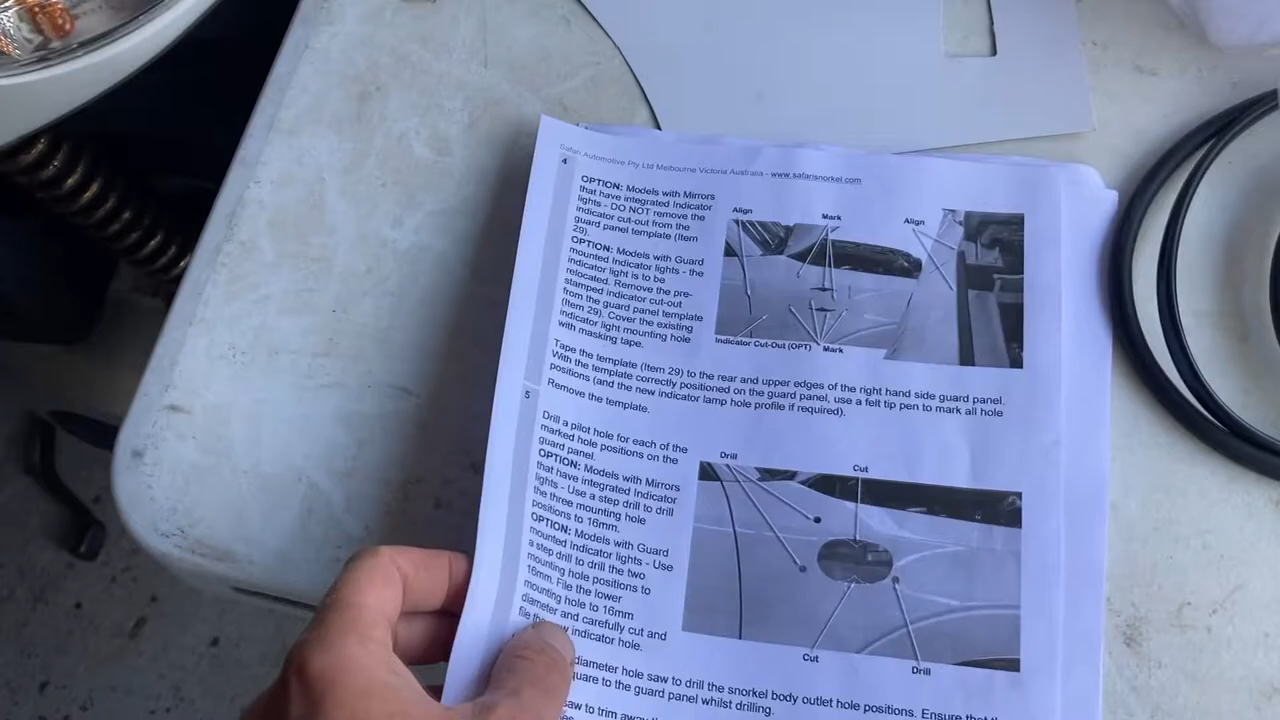 Safari Automotive Pty Ltd Melbourne Victoria Australia - www.safarisnorkel.com
4
OPTION: Models with Mirrors
that have integrated Indicator
lights - DO NOT remove the
indicator cut-out from the
guard panel template (Item
29).
OPTION: Models with Guard
mounted Indicator lights - the
indicator light is to be
relocated. Remove the pre-
stamped indicator cut-out
from the guard panel template
(Item 29). Cover the existing
indicator light mounting hole
with masking tape.
Align
Mark
Align
Indicator Cut-Out (OPT)
Mark
Tape the template (Item 29) to the rear and upper edges of the right hand side guard panel.
With the template correctly positioned on the guard panel, use a felt tip pen to mark all hole
positions (and the new indicator lamp hole profile if required).
Remove the template.
5
Drill a pilot hole for each of the
marked hole positions on the
guard panel.
OPTION: Models with Mirrors
that have integrated Indicator
lights - Use a step drill to drill
the three mounting hole
positions to 16mm.
OPTION: Models with Guard
mounted Indicator lights - Use
a step drill to drill the two
mounting hole positions to
16mm. File the lower
mounting hole to 16mm
diameter and carefully cut and
file the indicator hole.
Drill
Cut
Cut
Drill
diameter hole saw to drill the snorkel body outlet hole positions. Ensure that
to the guard panel whilst drilling.
saw to trim away